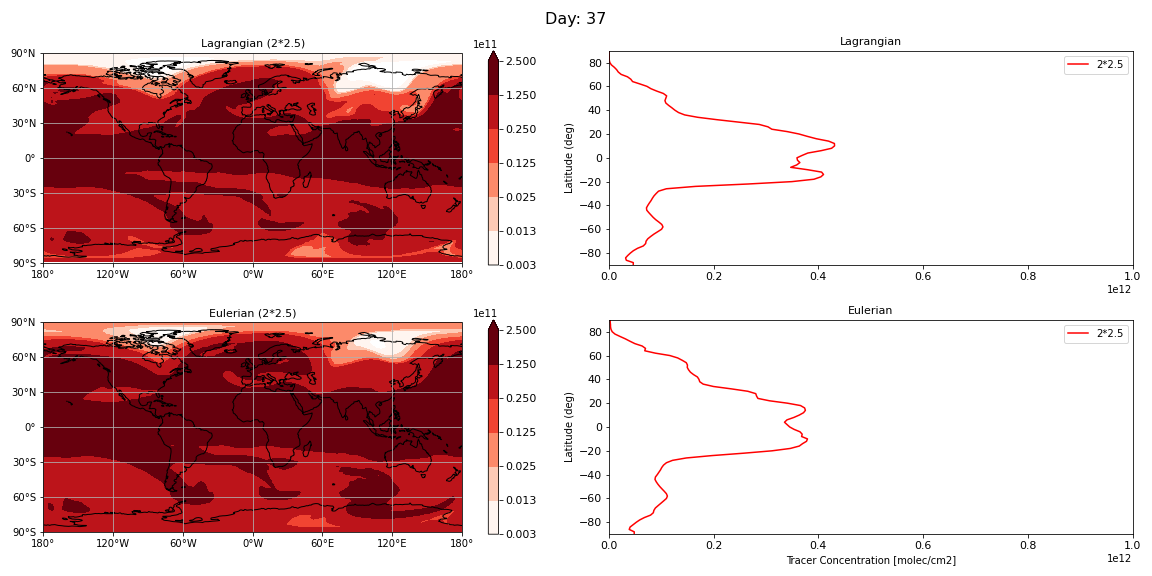 Day: 37
Lagrangian (2*2.5)
1e11
90°N
60°N
30°N
0°
30°S
60°S
90°S
180°
120°W
60°W
0°W
60°E
120°E
180°
2.500
1.250
0.250
0.125
0.025
0.013
0.003
Lagrangian
2*2.5
Latitude (deg)
80
60
40
20
0
−20
−40
−60
−80
0.0
0.2
0.4
0.6
0.8
1.0
1e12
Eulerian (2*2.5)
1e11
90°N
60°N
30°N
0°
30°S
60°S
90°S
180°
120°W
60°W
0°W
60°E
120°E
180°
2.500
1.250
0.250
0.125
0.025
0.013
0.003
Eulerian
2*2.5
Latitude (deg)
80
60
40
20
0
−20
−40
−60
−80
0.0
0.2
0.4
0.6
0.8
1.0
1e12
Tracer Concentration [molec/cm2]